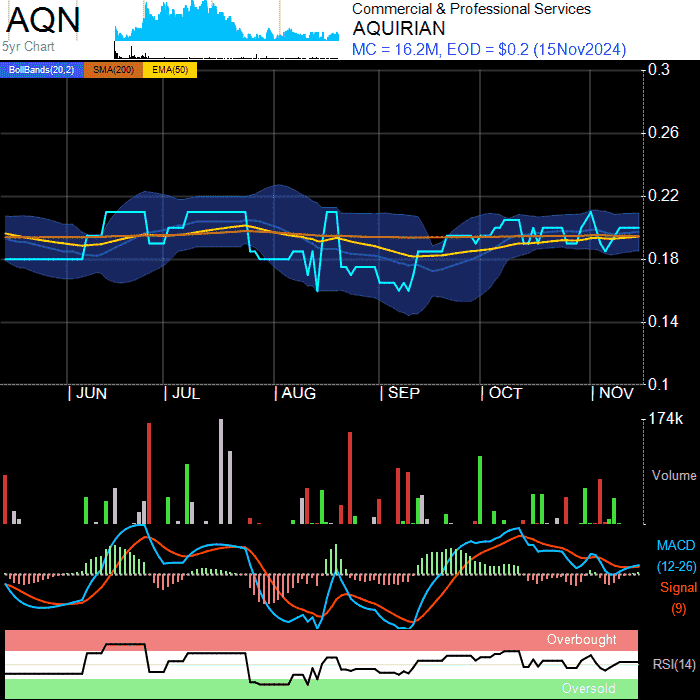 AQN
5yr Chart
Commercial & Professional Services
AQUIRIAN
MC = 16.2M, EOD = $0.2 (15Nov2024)
BollBands(20,2) SMA(200) EMA(50)
0.3
0.26
0.22
0.18
0.14
0.1
JUN JUL AUG SEP OCT NOV
174k
Volume
MACD
(12-26)
Signal
(9)
Overbought
RSI(14)
Oversold